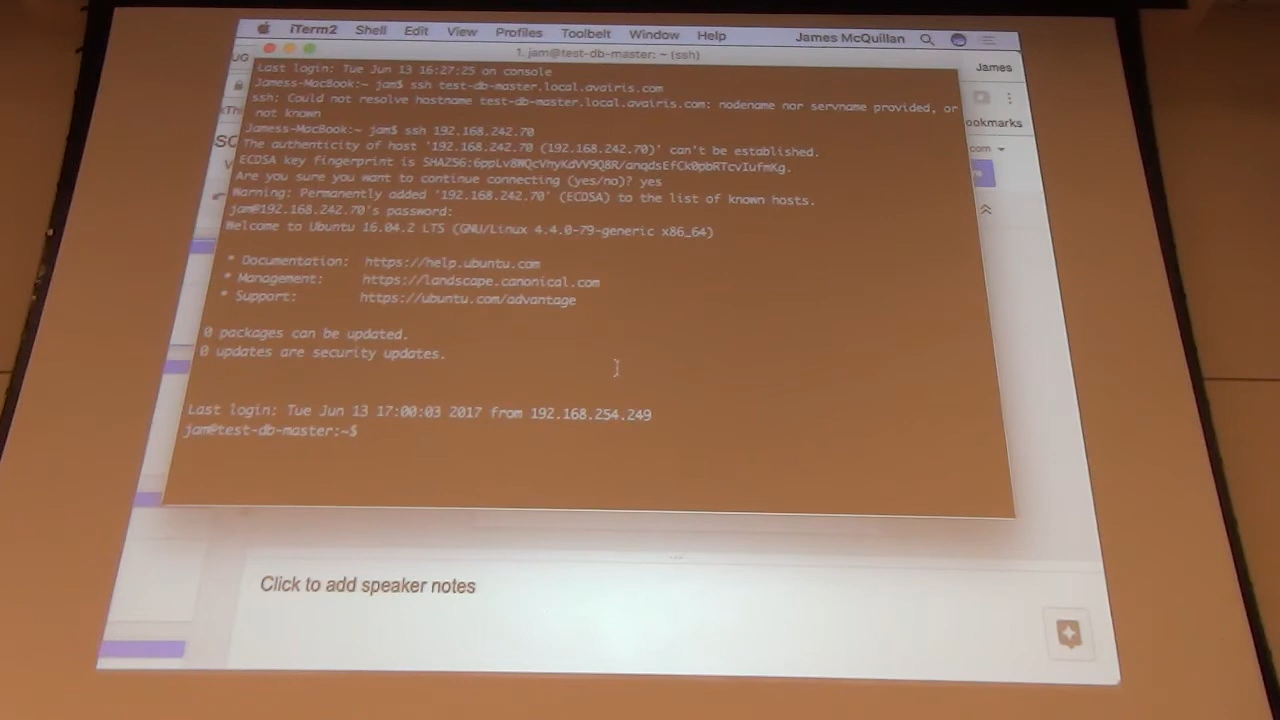 iTerm2 Shell Edit View Profiles Toolbelt Window Help James McQuillan
1. jam@test-db-master: ~ (ssh)
UG
James
Last login: Tue Jun 13 16:27:25 on console
Jamess-MacBook:~ jam$ ssh test-db-master.local.avairis.com
ssh: Could not resolve hostname test-db-master.local.avairis.com: nodename nor servname provided, or
not known
ookmarks
Jamess-MacBook:~ jam$ ssh 192.168.242.70
The authenticity of host '192.168.242.70 (192.168.242.70)' can't be established.
ECDSA key fingerprint is
Are you sure you want to continue connecting (yes/no)? yes
Warning: Permanently added '192.168.242.70' (ECDSA) to the list of known hosts.
jam@192.168.242.70's password:
Welcome to Ubuntu 16.04.2 LTS (GNU/Linux 4.4.0-79-generic x86_64)
* Documentation: https://help.ubuntu.com
* Management: https://landscape.canonical.com
* Support: https://ubuntu.com/advantage
0 packages can be updated.
0 updates are security updates.
Last login: Tue Jun 13 17:00:03 2017 from 192.168.254.249
jam@test-db-master:~$
Click to add speaker notes